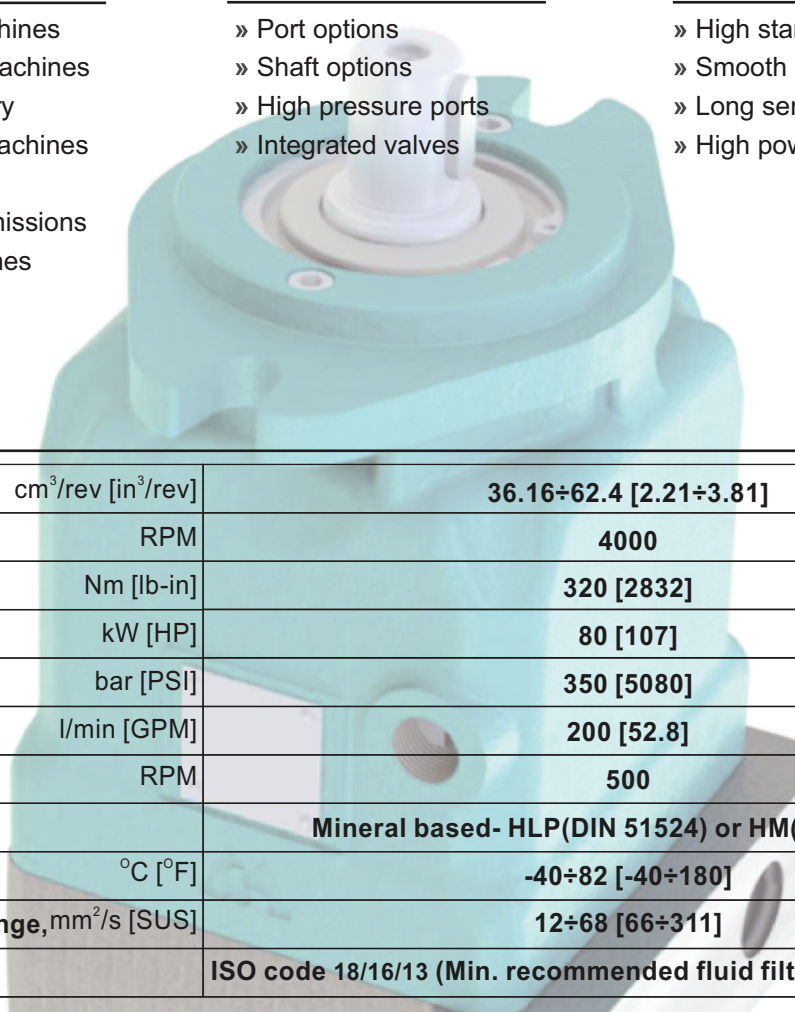 hines
achines
ry
achines
nissions
nes
» Port options
» Shaft options
» High pressure ports
» Integrated valves
» High star
» Smooth
» Long ser
» High pow
cm³/rev [in³/rev] 36.16÷62.4 [2.21÷3.81]
RPM 4000
Nm [lb-in] 320 [2832]
kW [HP] 80 [107]
bar [PSI] 350 [5080]
l/min [GPM] 200 [52.8]
RPM 500
Mineral based- HLP(DIN 51524) or HM(
°C [°F] -40÷82 [-40÷180]
nge, mm²/s [SUS] 12÷68 [66÷311]
ISO code 18/16/13 (Min. recommended fluid filt